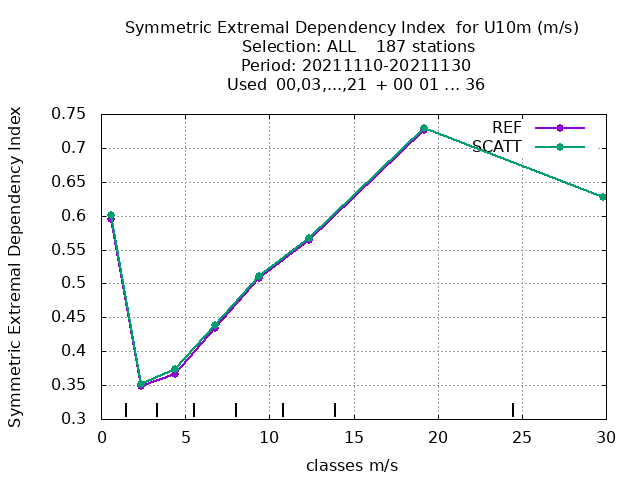 Symmetric Extremal Dependency Index for U10m (m/s)
Selection: ALL 187 stations
Period: 20211110-20211130
Used 00,03,...,21 + 00 01 ... 36
Symmetric Extremal Dependency Index
0.75
0.7
0.65
0.6
0.55
0.5
0.45
0.4
0.35
0.3
REF
SCATT
0 5 10 15 20 25 30
classes m/s